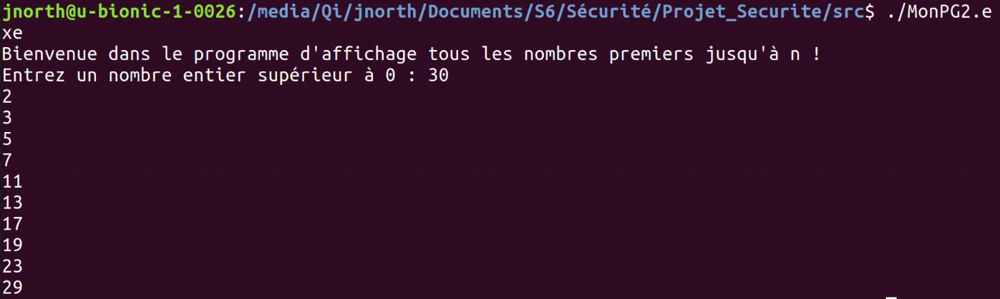 jnorth@u-bionic-1-0026:/media/Qi/jnorth/Documents/S6/Sécurité/Projet_Securite/src$ ./MonPG2.e
xe
Bienvenue dans le programme d'affichage tous les nombres premiers jusqu'à n !
Entrez un nombre entier supérieur à 0 : 30
2
3
5
7
11
13
17
19
23
29